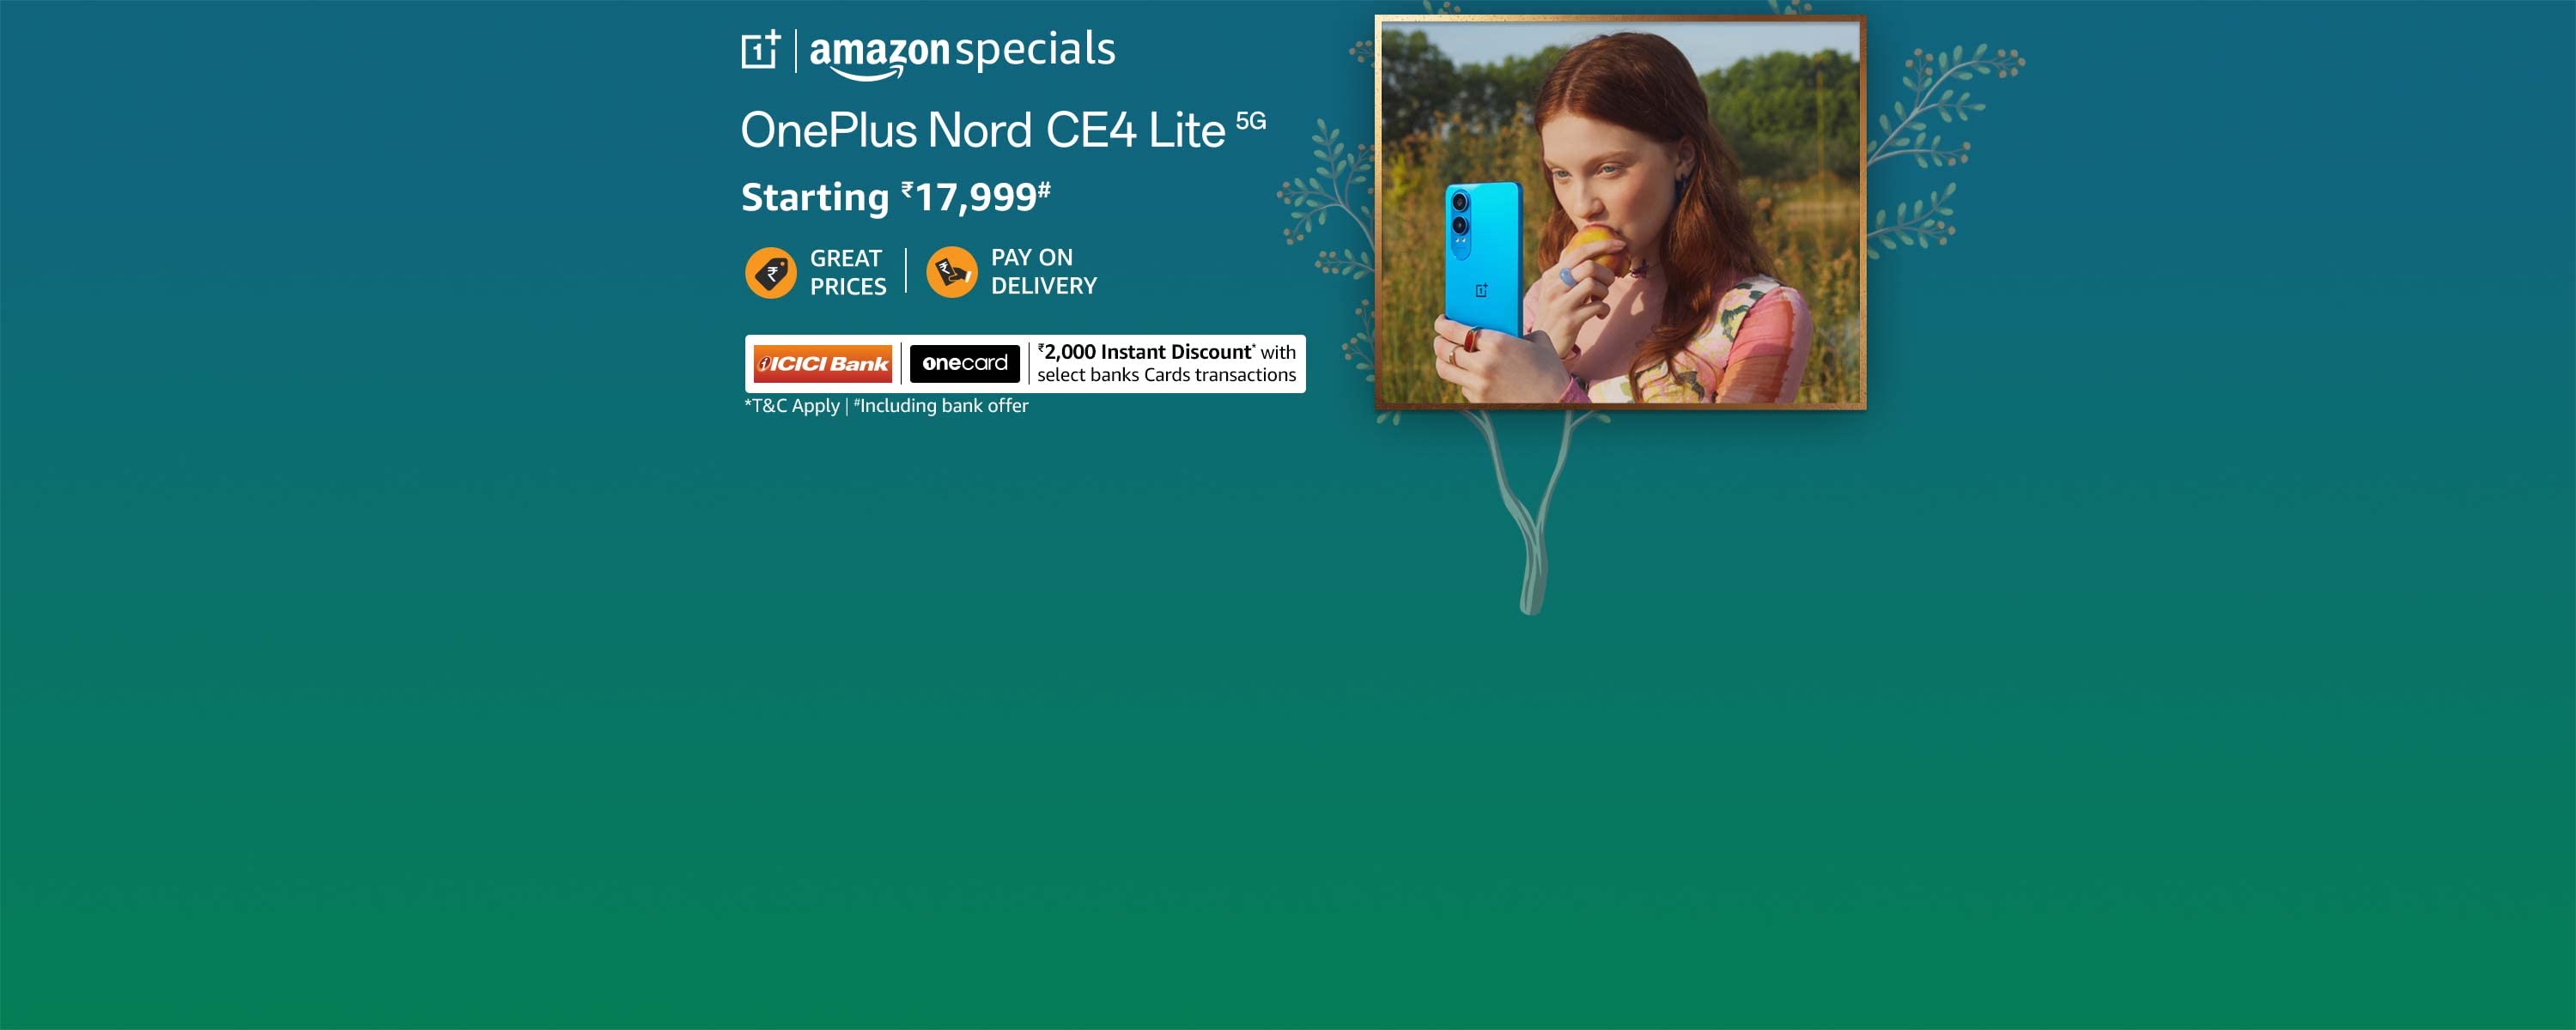 1+ | amazon specials
OnePlus Nord CE4 Lite 5G
Starting ₹17,999#
GREAT
PRICES
PAY ON
DELIVERY
ICICI Bank
onecard
₹2,000 Instant Discount* with
select banks Cards transactions
*T&C Apply | #Including bank offer